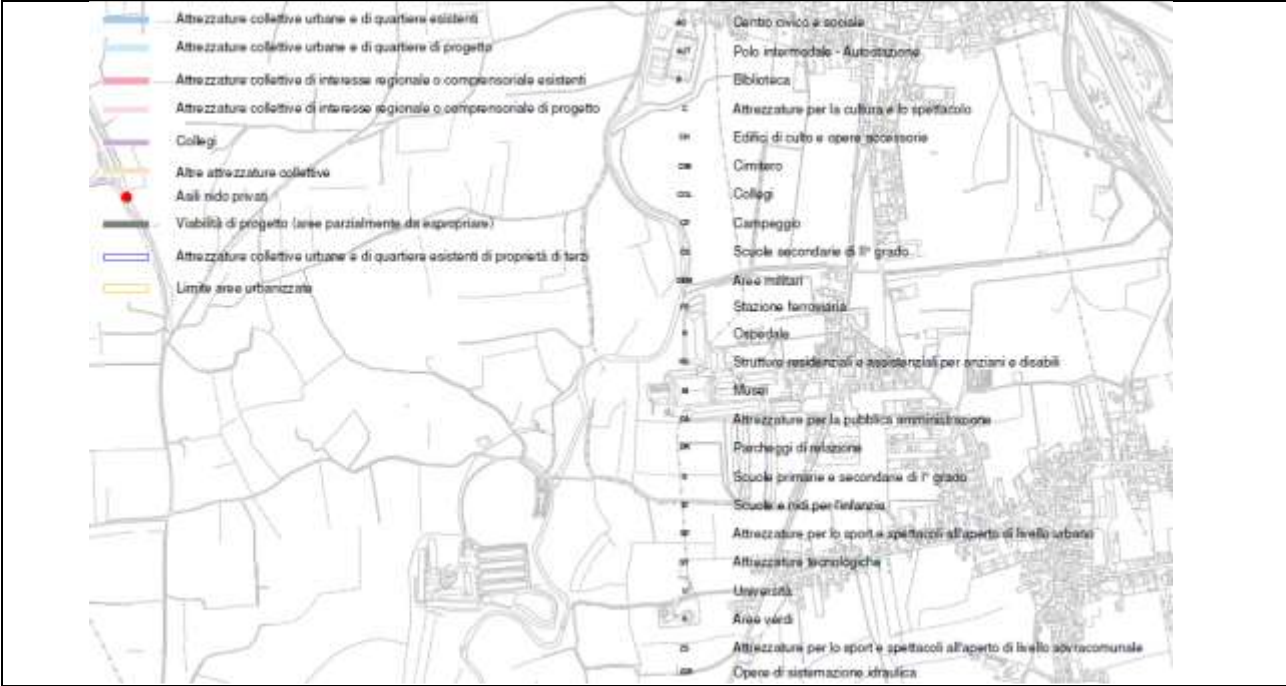 Attrezzature collettive urbane e di quartiere esistenti
Attrezzature collettive urbane e di quartiere di progetto
Attrezzature collettive di interesse regionale o comprensoriale esistenti
Attrezzature collettive di interesse regionale o comprensoriale di progetto
Collegi
Altre attrezzature collettive
Asili nido privati
Viabilità di progetto (aree parzialmente da espropriare)
Attrezzature collettive urbane e di quartiere esistenti di proprietà di terzi
Limite aree urbanizzate
Centro civico e sociale
AUT Polo intermodale - Autostazione
Biblioteca
C Attrezzature per la cultura e lo spettacolo
CH Edifici di culto e opere accessorie
CIM Cimitero
COL Collegi
CP Campeggio
Scuole secondarie di II° grado
Aree militari
Stazione ferroviaria
Ospedale
Strutture residenziali e assistenziali per anziani e disabili
Musei
Attrezzature per la pubblica amministrazione
Parcheggi di relazione
Scuole primarie e secondarie di I° grado
Scuole e nidi per l'infanzia
Attrezzature per lo sport e spettacoli all'aperto di livello urbano
Attrezzature tecnologiche
Università
Aree verdi
Attrezzature per lo sport e spettacoli all'aperto di livello sovracomunale
Opere di sistemazione idraulica